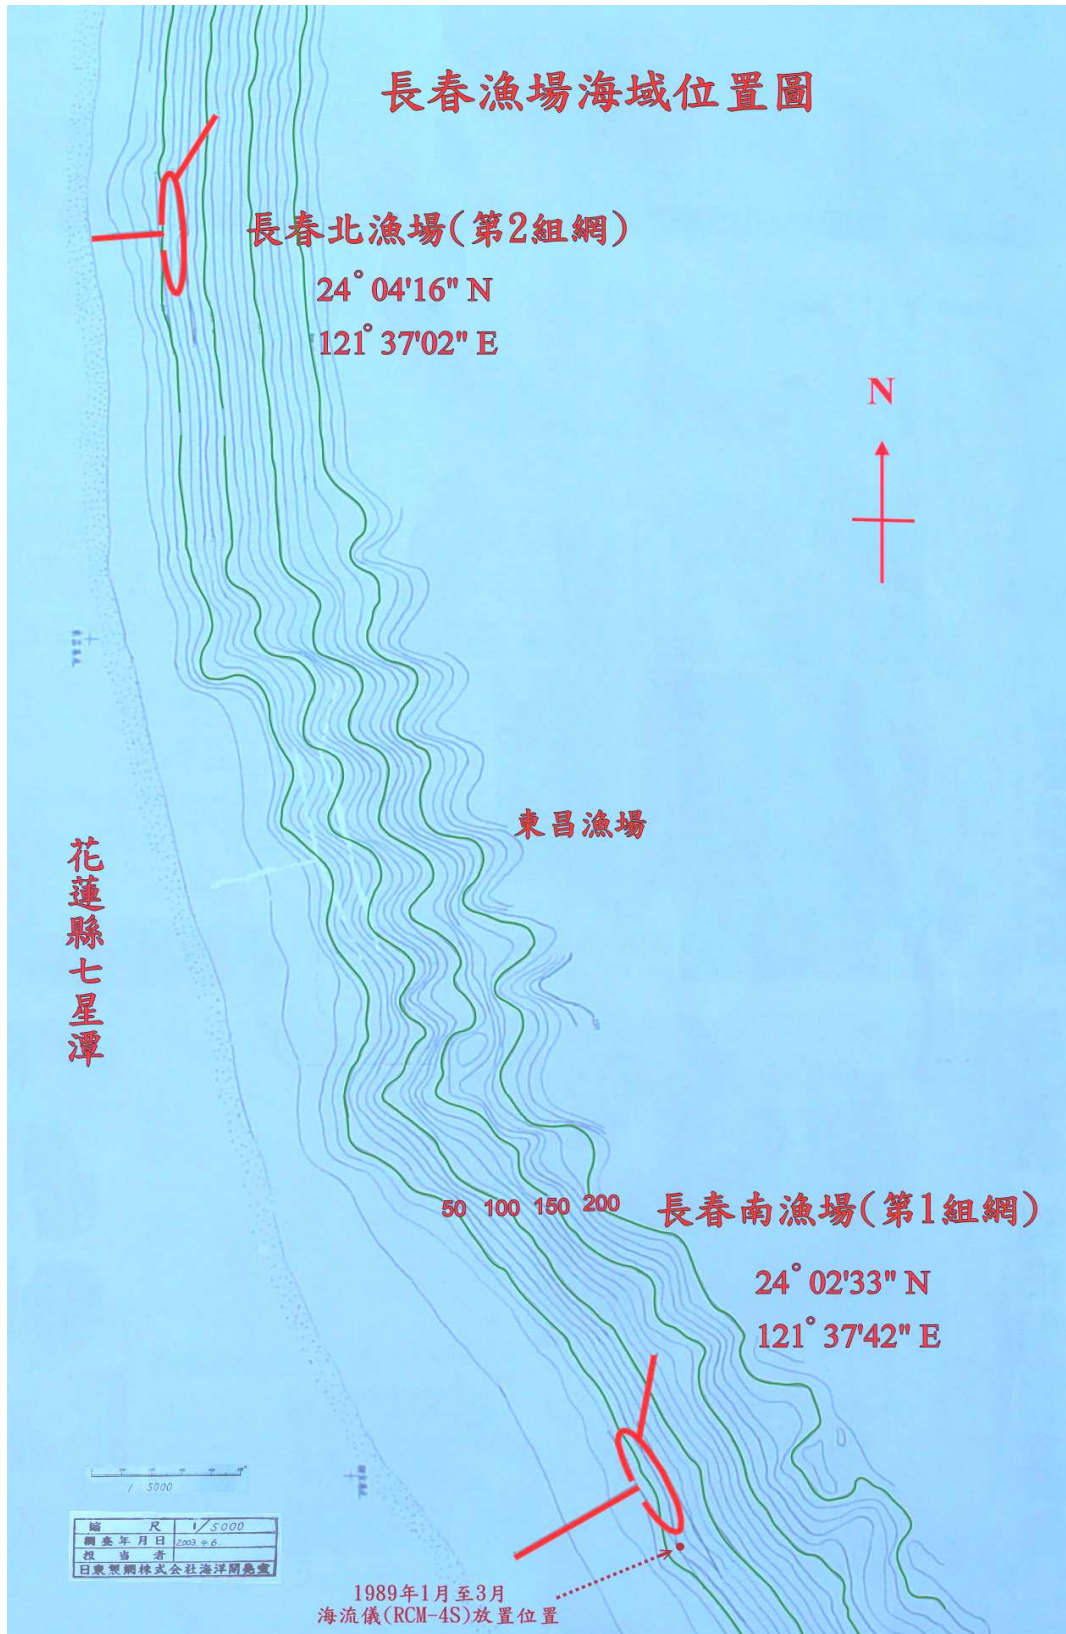 長春漁場海域位置圖
長春北漁場(第2組網)
24° 04'16" N
121° 37'02" E
N
東昌漁場
花蓮縣七星潭
50 100 150 200
長春南漁場(第1組網)
24° 02'33" N
121° 37'42" E
1 5000
縮尺 1/5000
調查年月日 2003.4.6.
担当者
日東製網株式会社海洋開発室
1989年1月至3月
海流儀(RCM-4S)放置位置